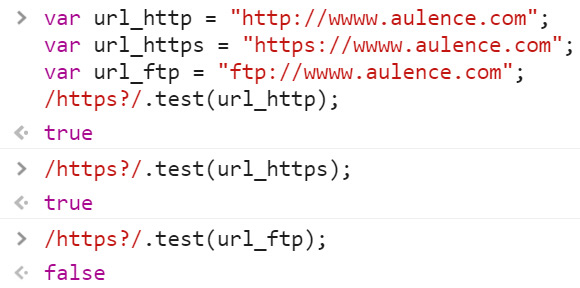 > var url_http = "http://wwww.aulence.com";
var url_https = "https://wwww.aulence.com";
var url_ftp = "ftp://wwww.aulence.com";
/https?/.test(url_http);
true
> /https?/.test(url_https);
true
> /https?/.test(url_ftp);
false